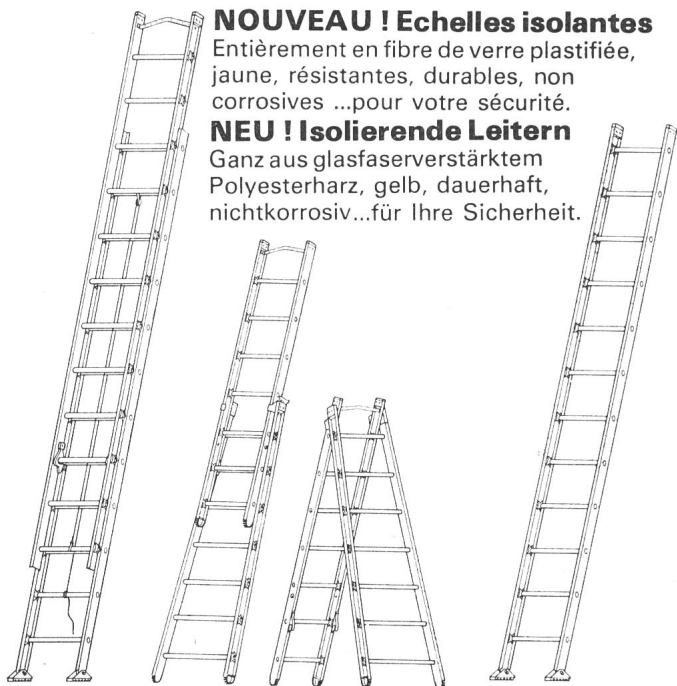 NOUVEAU ! Echelles isolantes
Entièrement en fibre de verre plastifiée,
jaune, résistantes, durables, non
corrosives ...pour votre sécurité.
NEU ! Isolierende Leitern
Ganz aus glasfaserverstärktem
Polyesterharz, gelb, dauerhaft,
nichtkorrosiv...für Ihre Sicherheit.